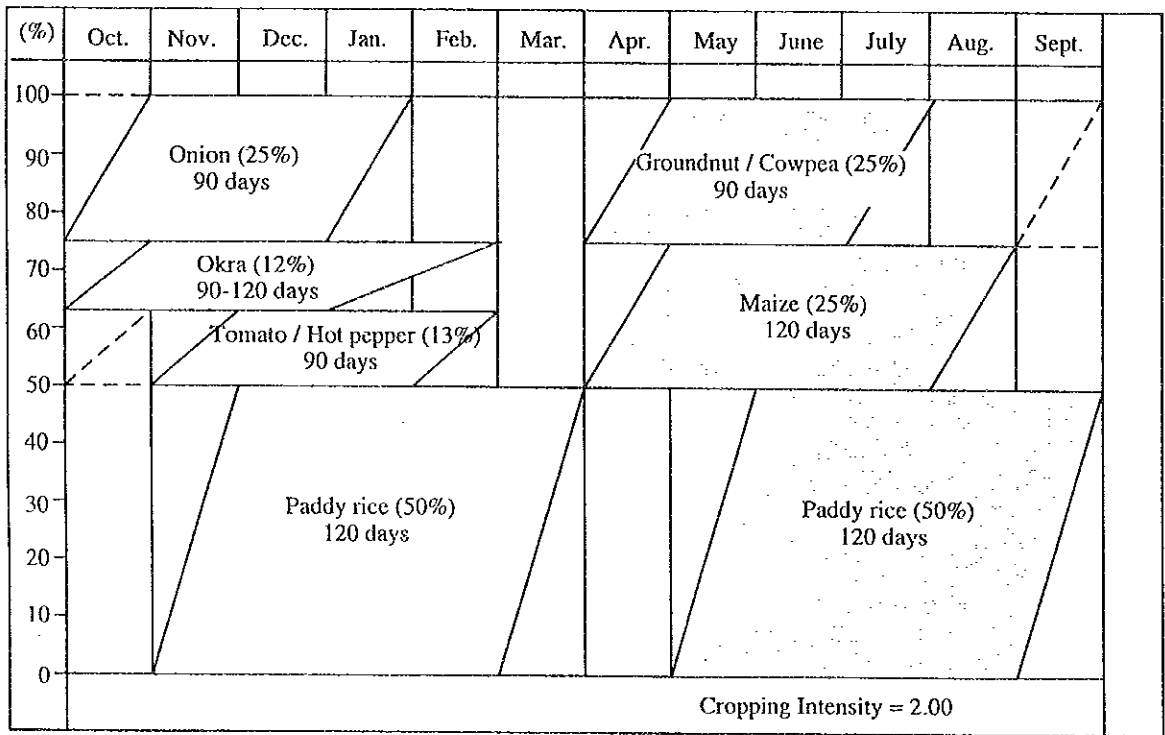 (%) Oct. Nov. Dec. Jan. Feb. Mar. Apr. May June July Aug. Sept.
100
90
80
70
60
50
40
30
20
10
0
Onion (25%)
90 days
Groundnut / Cowpea (25%)
90 days
Okra (12%)
90-120 days
Maize (25%)
120 days
Tomato / Hot pepper (13%)
90 days
Paddy rice (50%)
120 days
Paddy rice (50%)
120 days
Cropping Intensity = 2.00